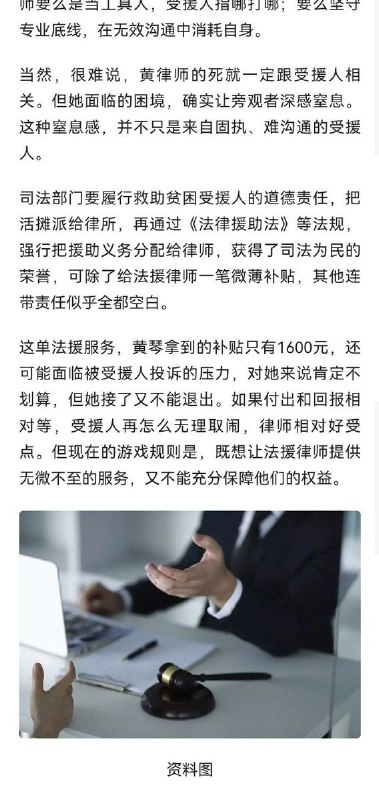 师要么是当工具人，受援人指哪打哪；要么坚守
专业底线，在无效沟通中消耗自身。
当然，很难说，黄律师的死就一定跟受援人相
关。但她面临的困境，确实让旁观者深感窒息。
这种窒息感，并不只是来自固执、难沟通的受援
人。
司法部门要履行救助贫困受援人的道德责任，把
活摊派给律所，再通过《法律援助法》等法规，
强行把援助义务分配给律师，获得了司法为民的
荣誉，可除了给法援律师一笔微薄补贴，其他连
带责任似乎全都空白。
这单法援服务，黄琴拿到的补贴只有1600元，还
可能面临被受援人投诉的压力，对她来说肯定不
划算，但她接了又不能退出。如果付出和回报相
对等，受援人再怎么无理取闹，律师相对好受
点。但现在的游戏规则是，既想让法援律师提供
无微不至的服务，又不能充分保障他们的权益。
资料图